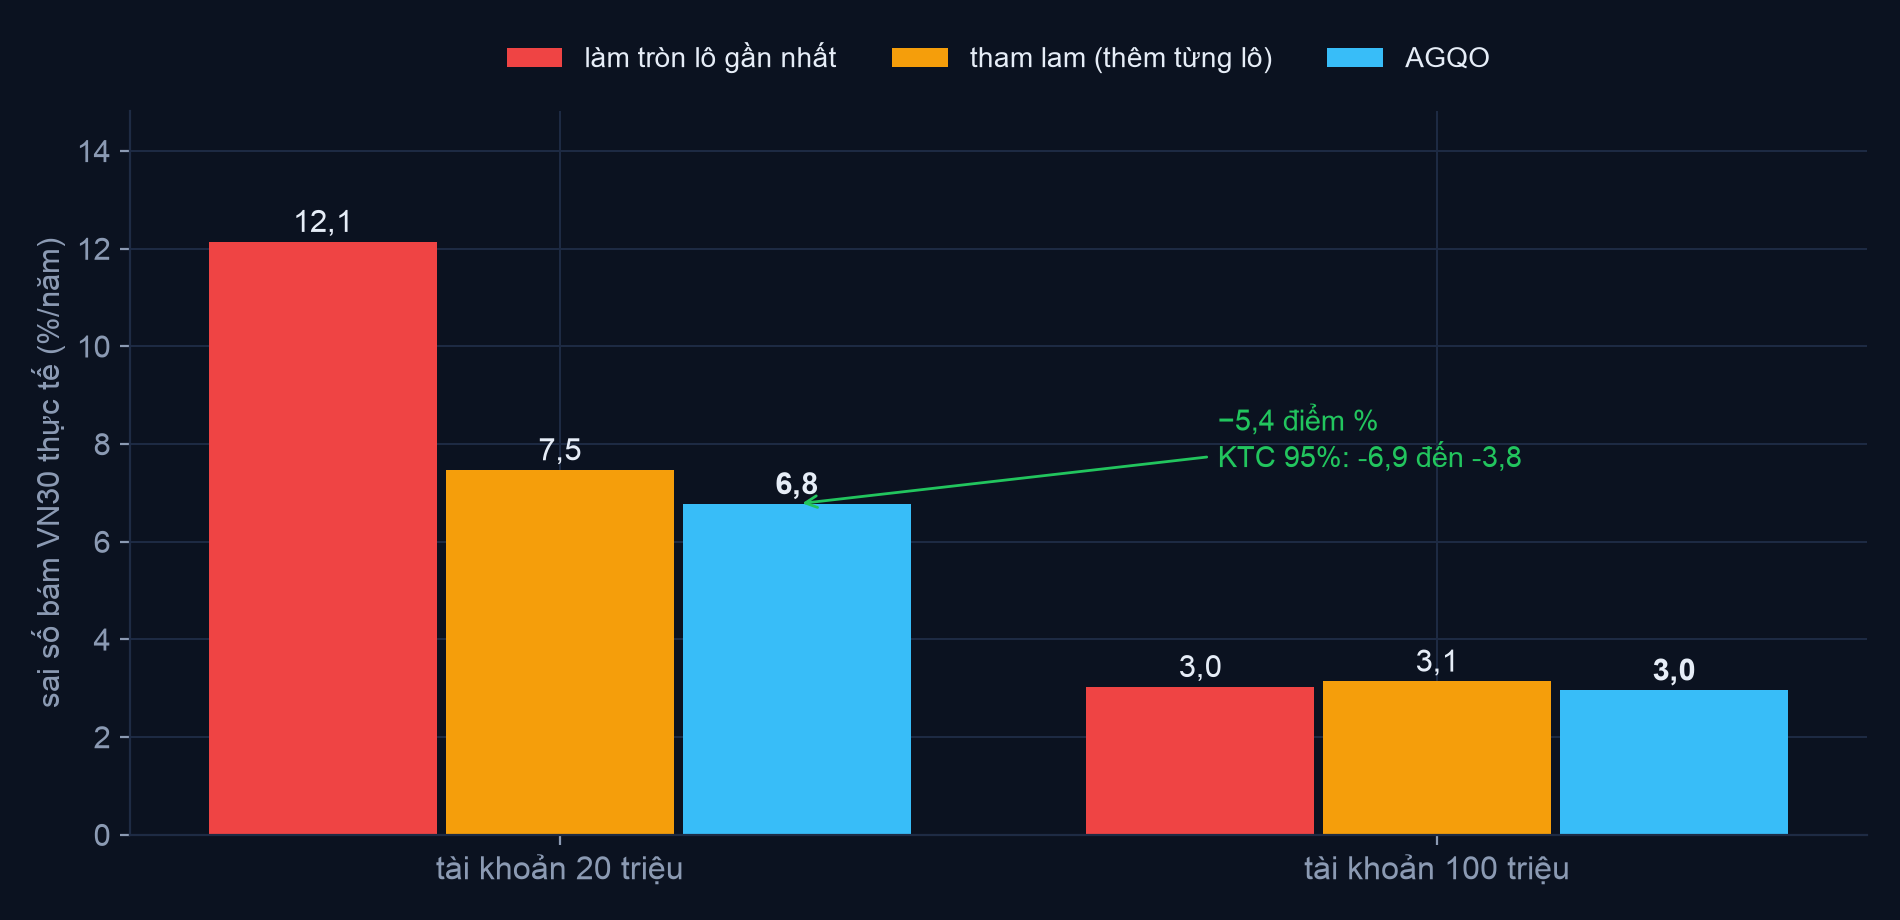 làm tròn lô gần nhất
tham lam (thêm từng lô)
AGQO
sai số bám VN30 thực tế (%/năm)
14
12
10
8
6
4
2
0
12,1
7,5
6,8
−5,4 điểm %
KTC 95%: -6,9 đến -3,8
3,0
3,1
3,0
tài khoản 20 triệu
tài khoản 100 triệu